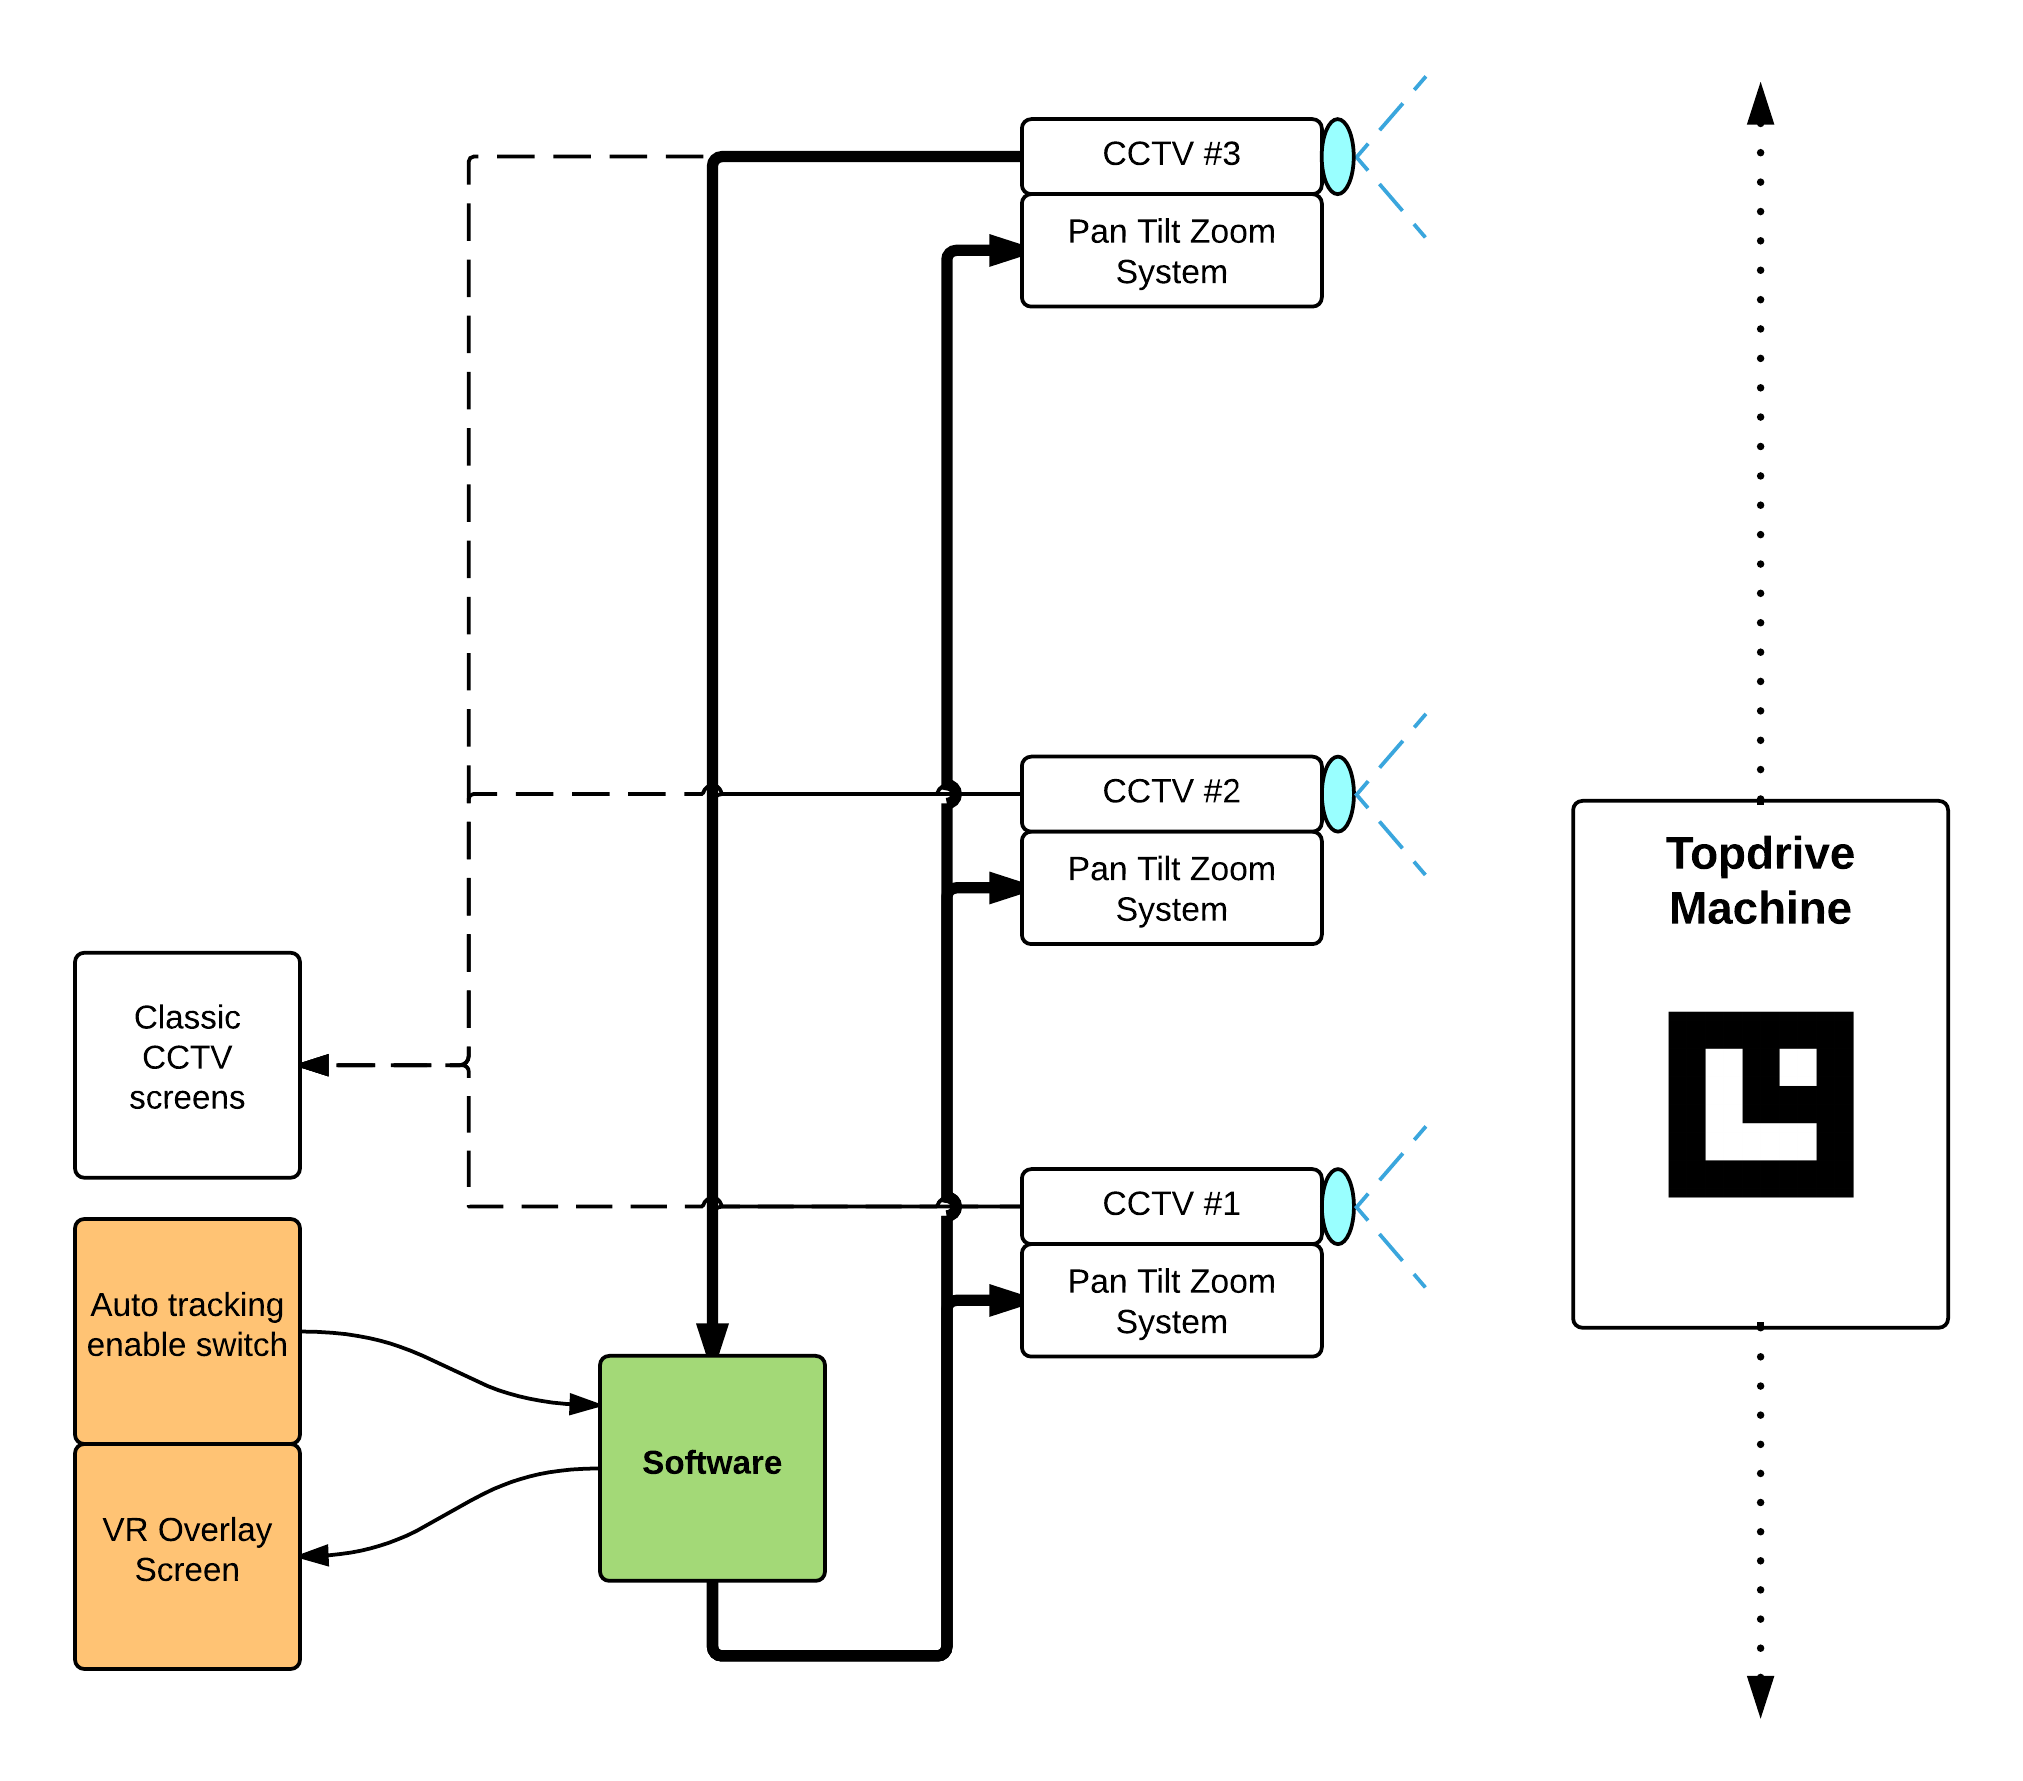 CCTV #3
Pan Tilt Zoom
System
CCTV #2
Pan Tilt Zoom
System
Topdrive
Machine
Classic
CCTV
screens
CCTV #1
Pan Tilt Zoom
System
Auto tracking
enable switch
Software
VR Overlay
Screen